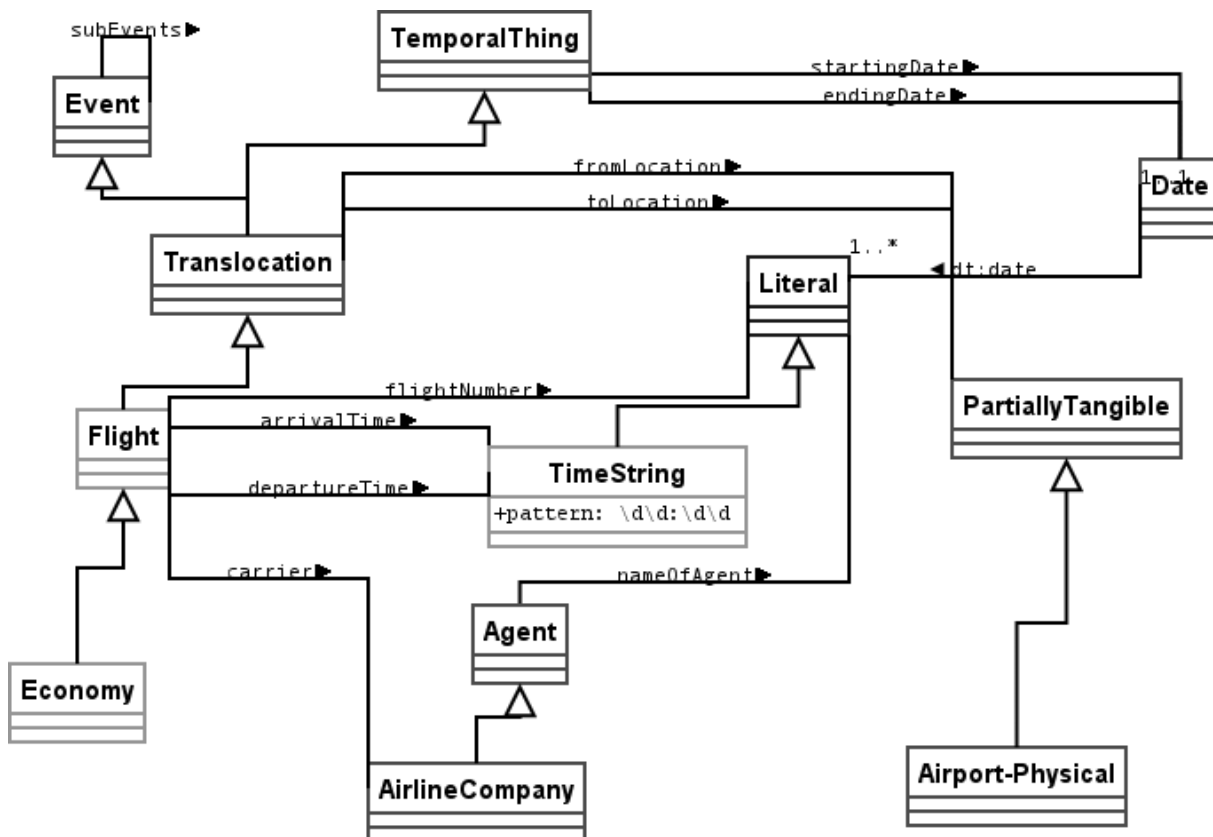 subEvents
TemporalThing
startingDate
endingDate
Event
fromLocation
toLocation
1..1
Date
Translocation
1..*
Literal
dt:date
flightNumber
PartiallyTangible
arrivalTime
Flight
TimeString
departureTime
+pattern: \d\d:\d\d
carrier
nameOfAgent
Agent
Economy
AirlineCompany
Airport-Physical